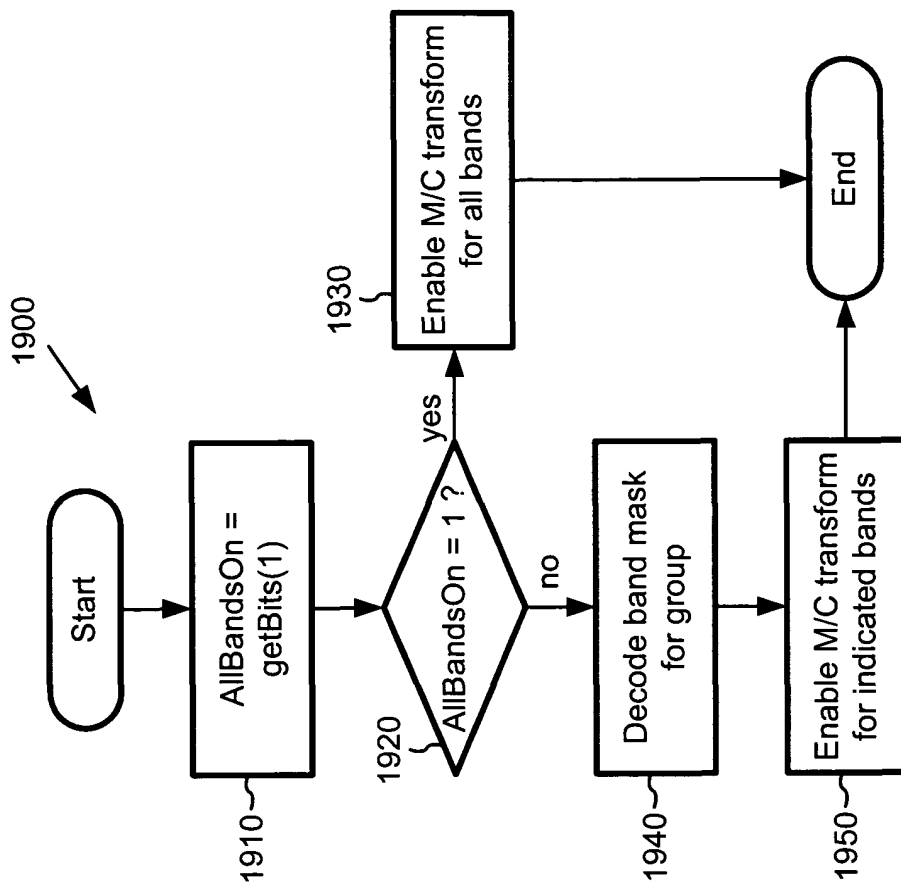 1900
Start
1910
AllBandsOn =
getBits(1)
1920
AllBandsOn = 1 ?
yes
no
1930
Enable M/C transform
for all bands
1940
Decode band mask
for group
1950
Enable M/C transform
for indicated bands
End